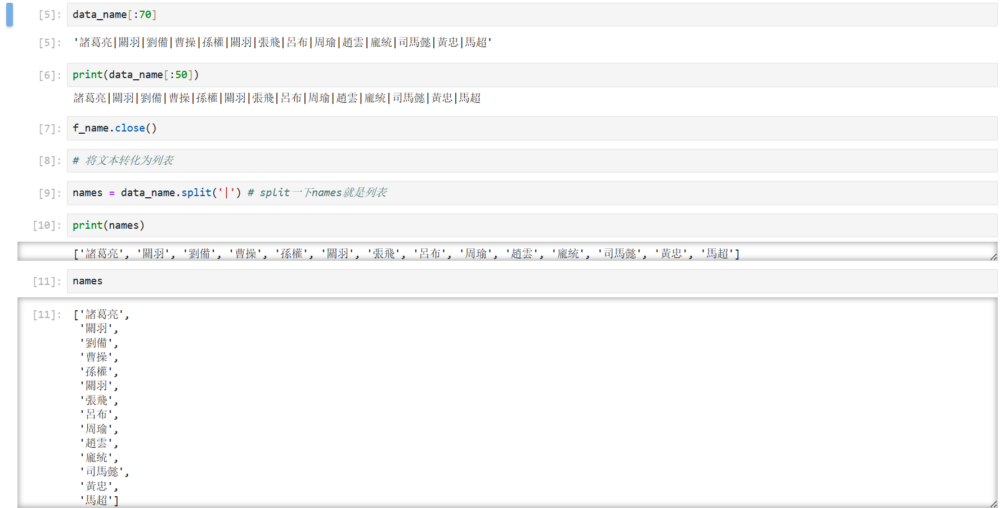 [5]: data_name[:70]
[5]: '諸葛亮|關羽|劉備|曹操|孫權|關羽|張飛|呂布|周瑜|趙雲|龐統|司馬懿|黃忠|馬超'
[6]: print(data_name[:50])
諸葛亮|關羽|劉備|曹操|孫權|關羽|張飛|呂布|周瑜|趙雲|龐統|司馬懿|黃忠|馬超
[7]: f_name.close()
[8]: # 将文本转化为列表
[9]: names = data_name.split('|') # split一下names就是列表
[10]: print(names)
['諸葛亮', '關羽', '劉備', '曹操', '孫權', '關羽', '張飛', '呂布', '周瑜', '趙雲', '龐統', '司馬懿', '黃忠', '馬超']
[11]: names
[11]: ['諸葛亮',
'關羽',
'劉備',
'曹操',
'孫權',
'關羽',
'張飛',
'呂布',
'周瑜',
'趙雲',
'龐統',
'司馬懿',
'黃忠',
'馬超']